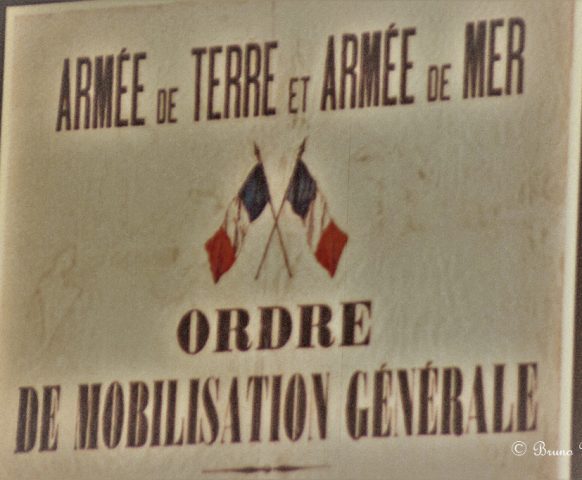 ARMÉE DE TERRE ET ARMÉE DE MER
ORDRE
DE MOBILISATION GÉNÉRALE
© Bruno